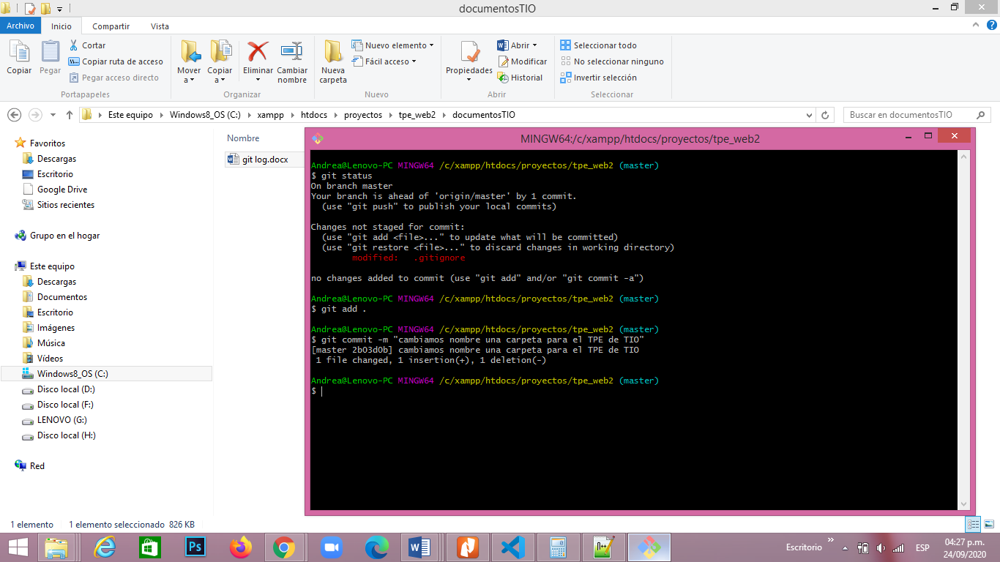 documentosTIO
Archivo Inicio Compartir Vista
Copiar
Pegar
Cortar
Copiar ruta de acceso
Pegar acceso directo
Portapapeles
Mover a
Copiar a
Eliminar
Cambiar nombre
Organizar
Nueva carpeta
Nuevo elemento
Fácil acceso
Nuevo
Propiedades
Abrir
Modificar
Historial
Abrir
Seleccionar todo
No seleccionar ninguno
Invertir selección
Seleccionar
Este equipo Windows8_OS (C:) xampp htdocs proyectos tpe_web2 documentosTIO
Buscar en documentosTIO
Favoritos
Descargas
Escritorio
Google Drive
Sitios recientes
Grupo en el hogar
Este equipo
Descargas
Documentos
Escritorio
Imágenes
Música
Vídeos
Windows8_OS (C:)
Disco local (D:)
Disco local (F:)
LENOVO (G:)
Disco local (H:)
Red
Nombre
git log.docx
MINGW64:/c/xampp/htdocs/proyectos/tpe_web2
Andrea@Lenovo-PC MINGW64 /c/xampp/htdocs/proyectos/tpe_web2 (master)
$ git status
On branch master
Your branch is ahead of 'origin/master' by 1 commit.
(use "git push" to publish your local commits)
Changes not staged for commit:
(use "git add <file>..." to update what will be committed)
(use "git restore <file>..." to discard changes in working directory)
modified: .gitignore
no changes added to commit (use "git add" and/or "git commit -a")
Andrea@Lenovo-PC MINGW64 /c/xampp/htdocs/proyectos/tpe_web2 (master)
$ git add .
Andrea@Lenovo-PC MINGW64 /c/xampp/htdocs/proyectos/tpe_web2 (master)
$ git commit -m "cambiamos nombre una carpeta para el TPE de TIO"
[master 2b03d0b] cambiamos nombre una carpeta para el TPE de TIO
1 file changed, 1 insertion(+), 1 deletion(-)
Andrea@Lenovo-PC MINGW64 /c/xampp/htdocs/proyectos/tpe_web2 (master)
$
1 elemento 1 elemento seleccionado 826 KB
Ps
Escritorio
ESP
04:27 p.m.
24/09/2020